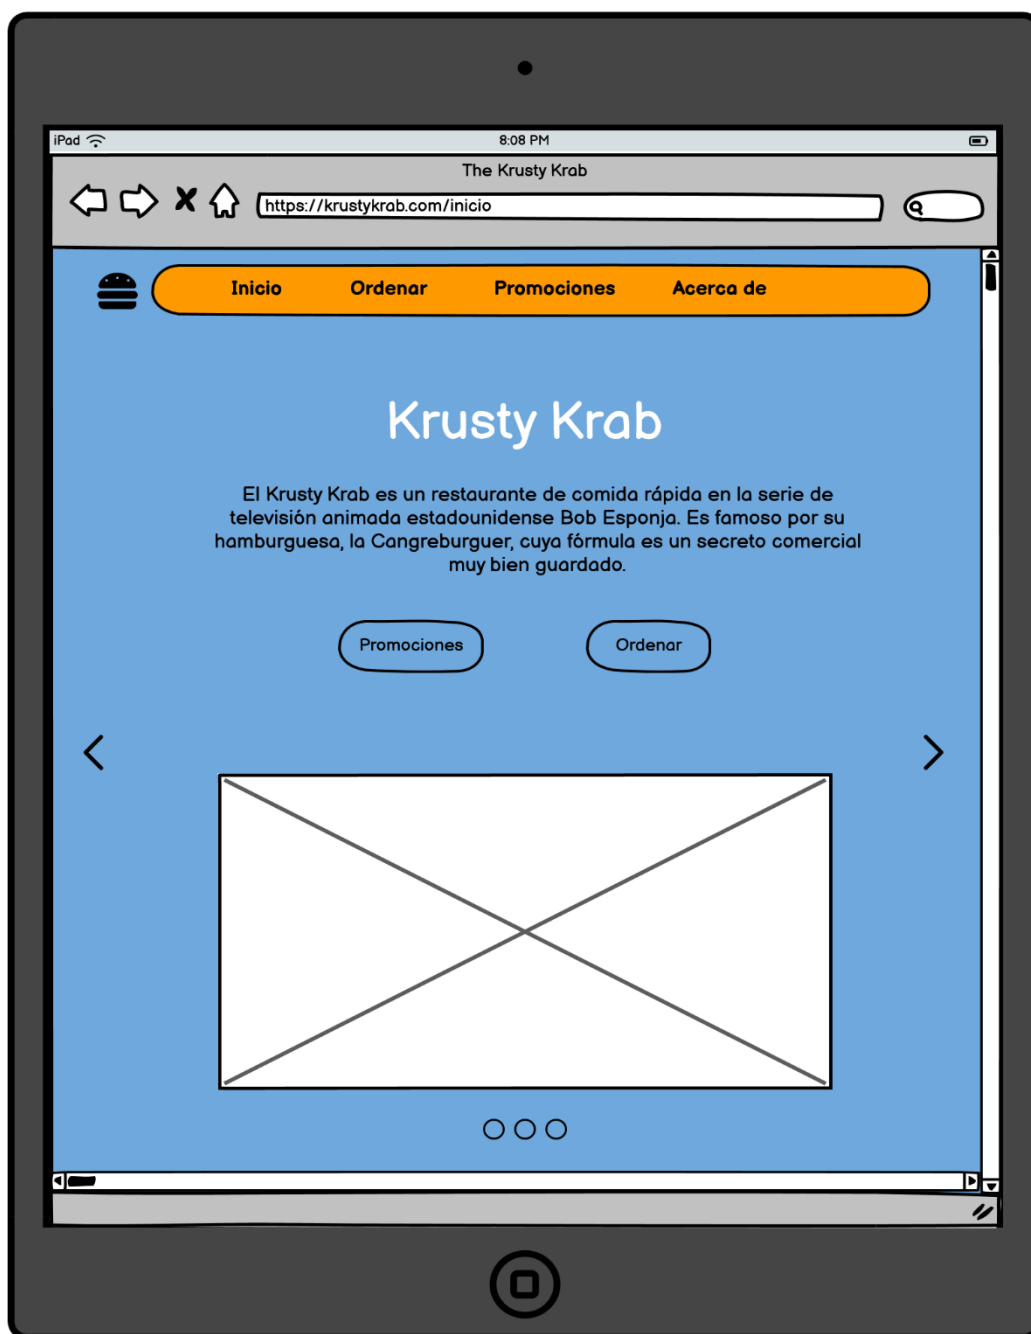 iPad 8:08 PM
The Krusty Krab
https://krustykrab.com/inicio
Inicio Ordenar Promociones Acerca de
Krusty Krab
El Krusty Krab es un restaurante de comida rápida en la serie de
televisión animada estadounidense Bob Esponja. Es famoso por su
hamburguesa, la Cangreburguer, cuya fórmula es un secreto comercial
muy bien guardado.
Promociones Ordenar